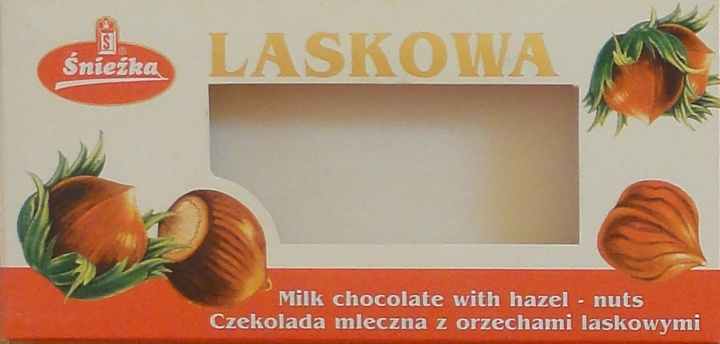 S
Śnieżka
LASKOWA
Milk chocolate with hazel - nuts
Czekolada mleczna z orzechami laskowymi